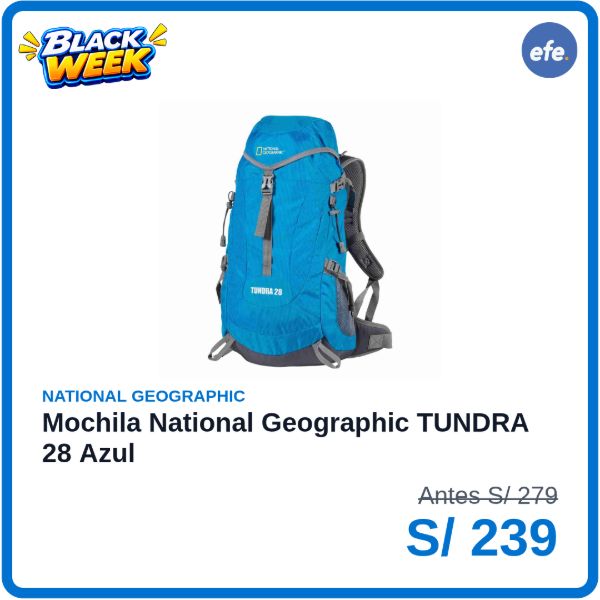 BLACK
WEEK
efe.
NATIONAL
GEOGRAPHIC
TUNDRA 28
NATIONAL GEOGRAPHIC
Mochila National Geographic TUNDRA
28 Azul
Antes S/ 279
S/ 239